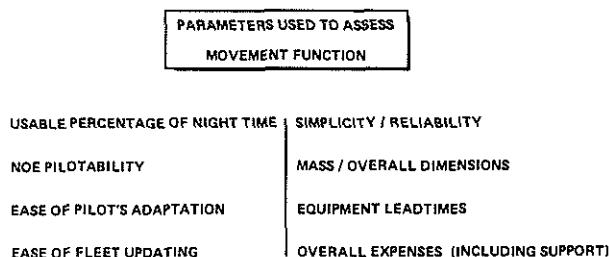 PARAMETERS USED TO ASSESS
MOVEMENT FUNCTION
USABLE PERCENTAGE OF NIGHT TIME
NOE PILOTABILITY
EASE OF PILOT'S ADAPTATION
EASE OF FLEET UPDATING
SIMPLICITY / RELIABILITY
MASS / OVERALL DIMENSIONS
EQUIPMENT LEADTIMES
OVERALL EXPENSES (INCLUDING SUPPORT)